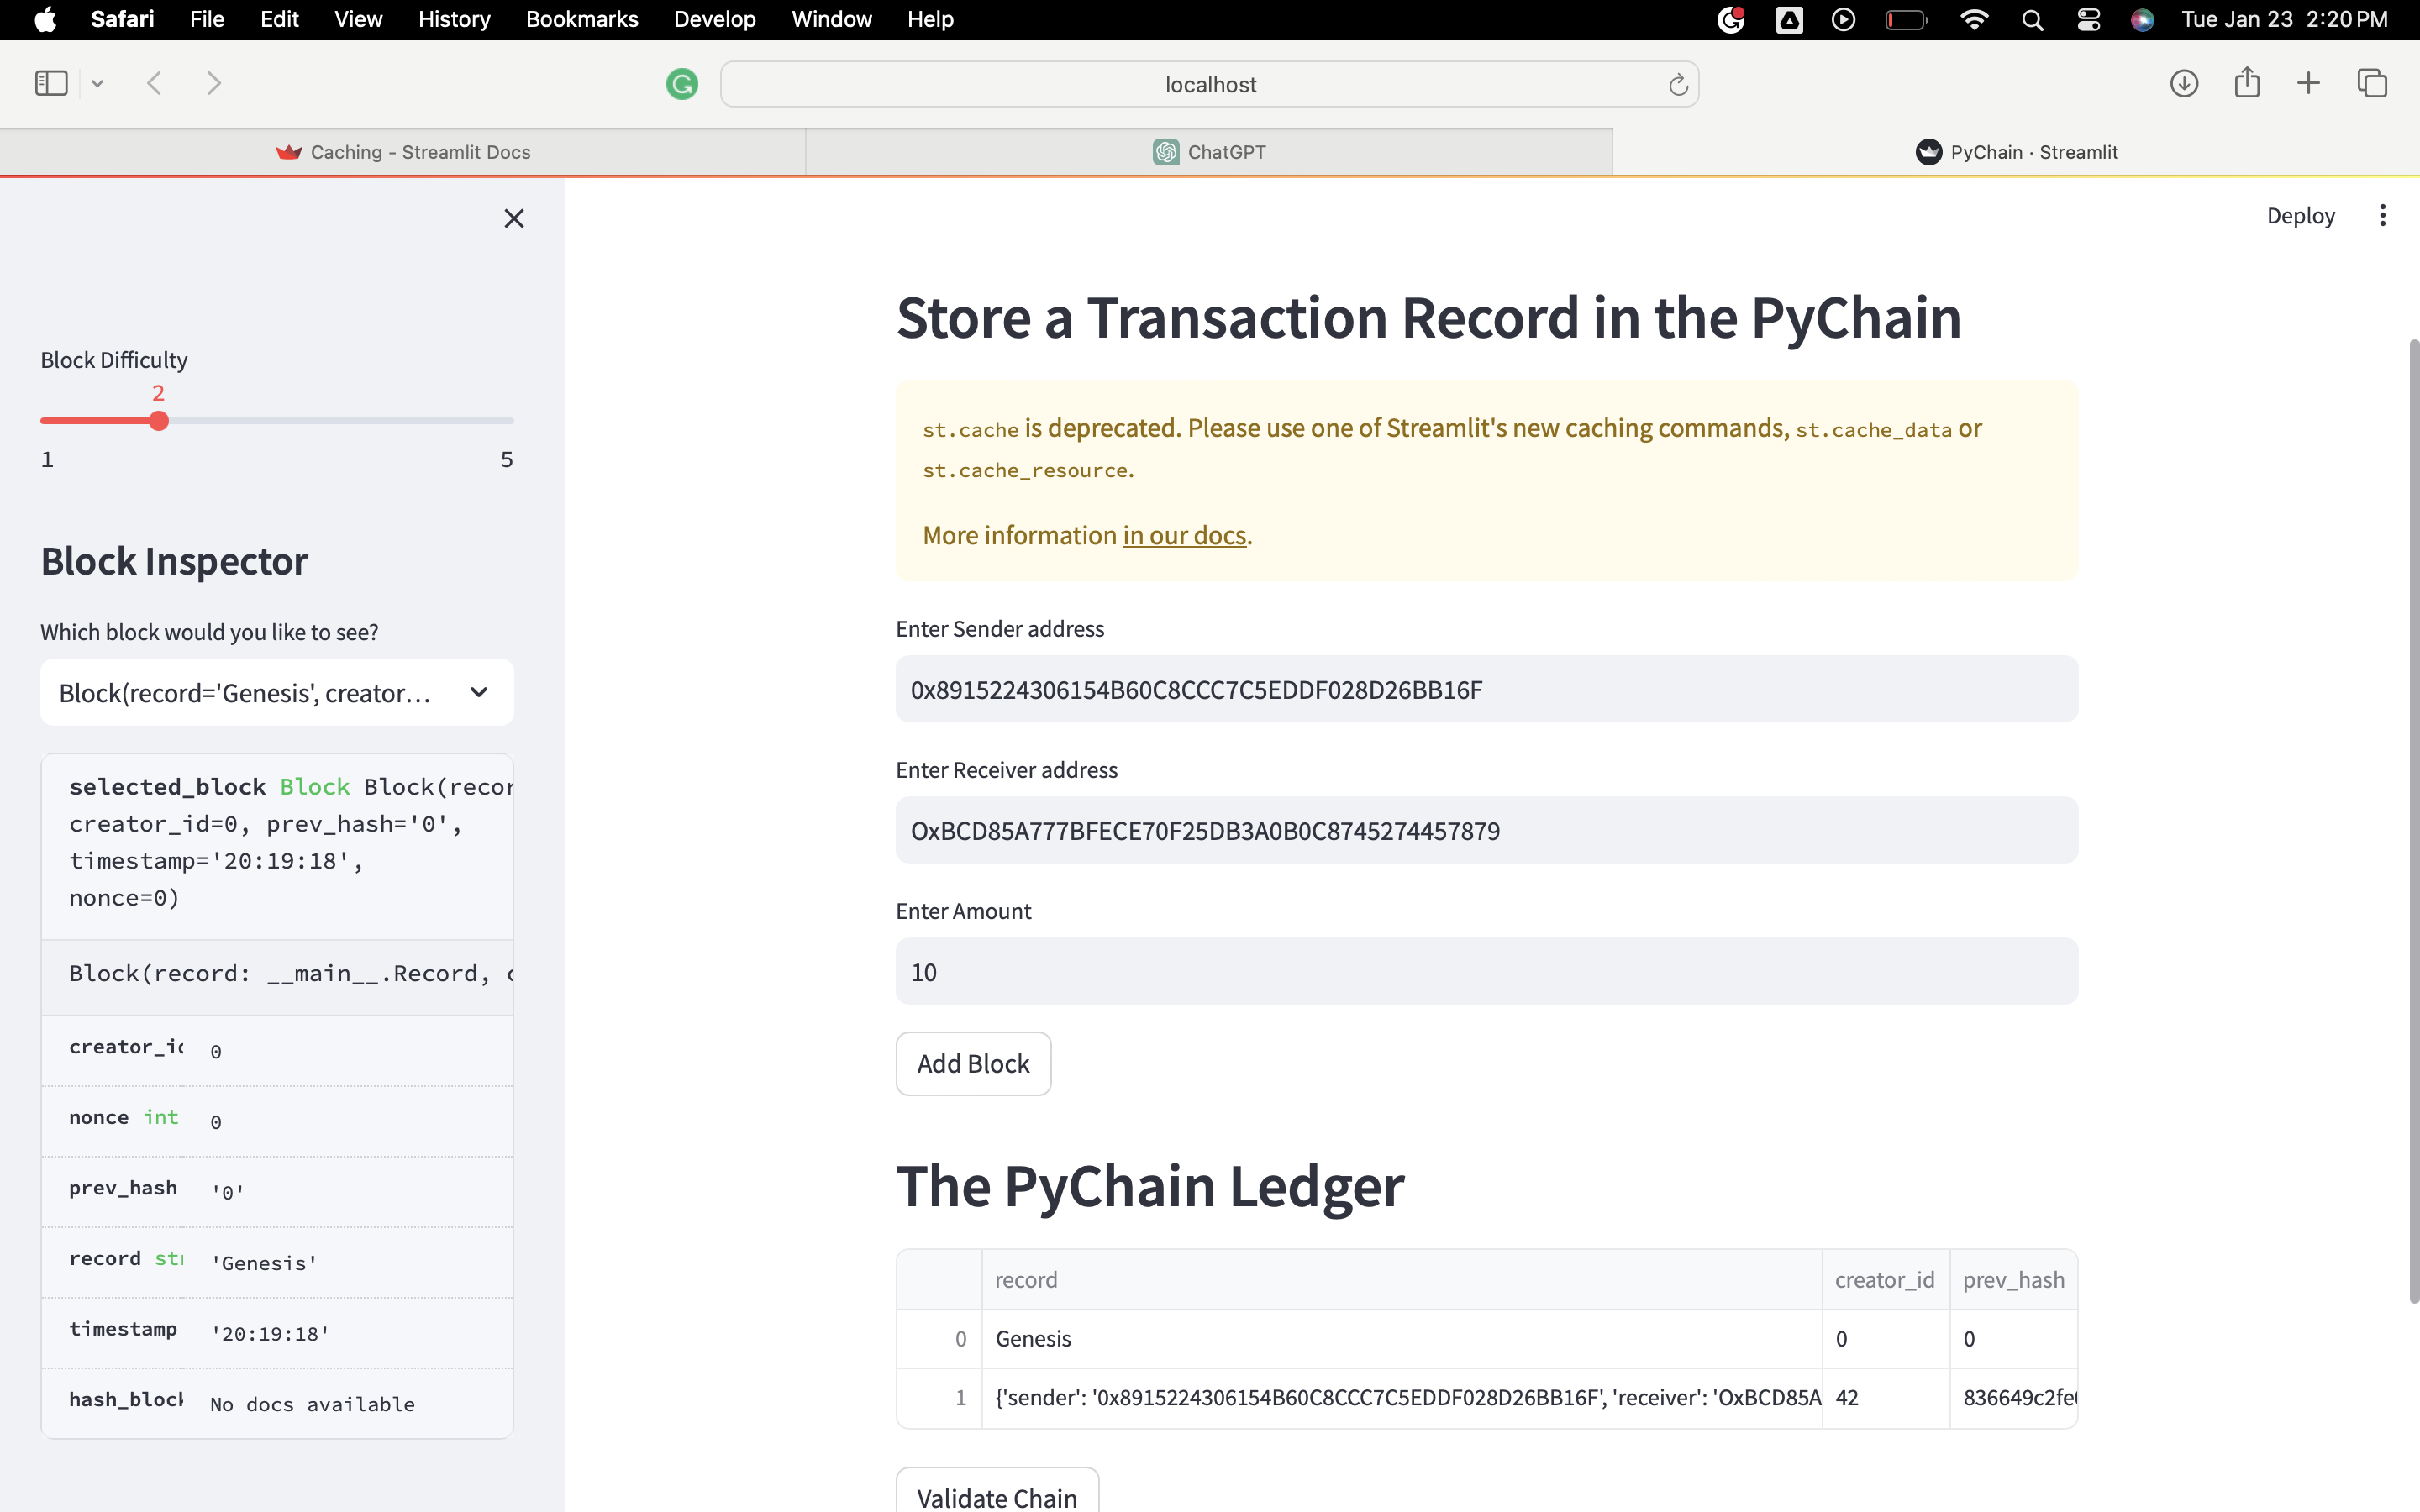 Safari File Edit View History Bookmarks Develop Window Help Tue Jan 23 2:20 PM
localhost
Caching - Streamlit Docs
ChatGPT
PyChain · Streamlit
Deploy
Block Difficulty
2
1 5
Block Inspector
Which block would you like to see?
Block(record='Genesis', creator...
selected_block Block Block(recor
creator_id=0, prev_hash='0',
timestamp='20:19:18',
nonce=0)
Block(record: __main__.Record, c
creator_id 0
nonce int 0
prev_hash '0'
record str 'Genesis'
timestamp '20:19:18'
hash_block No docs available
Store a Transaction Record in the PyChain
st.cache is deprecated. Please use one of Streamlit's new caching commands, st.cache_data or
st.cache_resource.
More information in our docs.
Enter Sender address
0x8915224306154B60C8CCC7C5EDDF028D26BB16F
Enter Receiver address
OxBCD85A777BFECE70F25DB3A0B0C8745274457879
Enter Amount
10
Add Block
The PyChain Ledger
record creator_id prev_hash
0 Genesis 0 0
1 {'sender': '0x8915224306154B60C8CCC7C5EDDF028D26BB16F', 'receiver': 'OxBCD85A 42 836649c2fe
Validate Chain